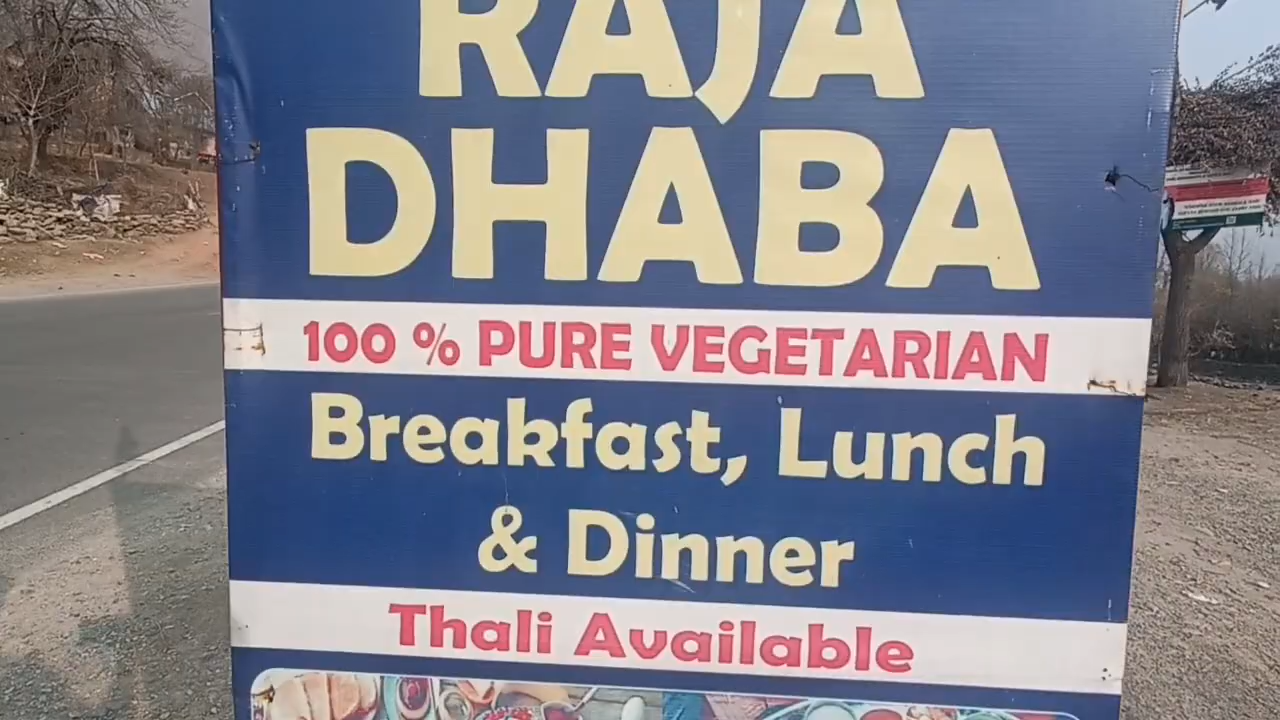 RAJA
DHABA
100 % PURE VEGETARIAN
Breakfast, Lunch
& Dinner
Thali Available